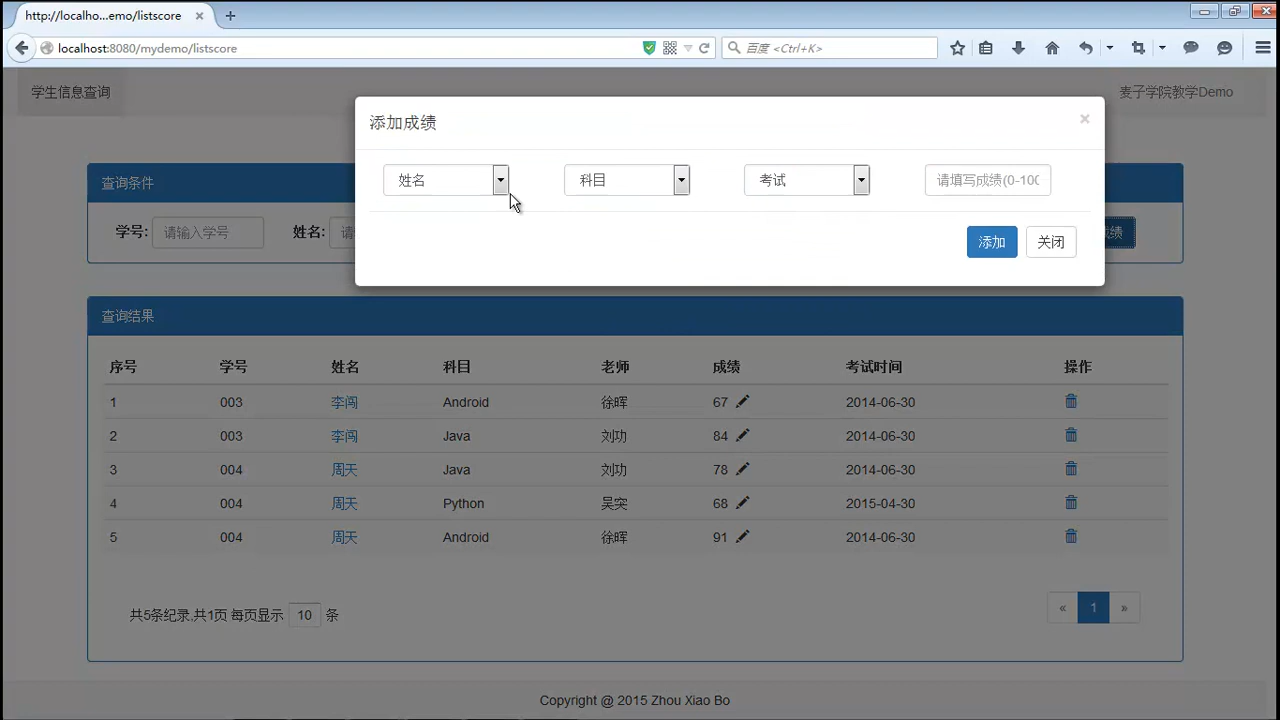 http://localho...emo/listscore
localhost:8080/mydemo/listscore
百度 <Ctrl+K>
学生信息查询
麦子学院教学Demo
添加成绩
×
姓名
科目
考试
请填写成绩(0-100
添加
关闭
查询条件
学号:
请输入学号
姓名:
请
绩
查询结果
序号 学号 姓名 科目 老师 成绩 考试时间 操作
1 003 李闯 Android 徐晖 67 2014-06-30
2 003 李闯 Java 刘功 84 2014-06-30
3 004 周天 Java 刘功 78 2014-06-30
4 004 周天 Python 吴突 68 2015-04-30
5 004 周天 Android 徐晖 91 2014-06-30
共5条纪录,共1页 每页显示 10 条
« 1 »
Copyright @ 2015 Zhou Xiao Bo